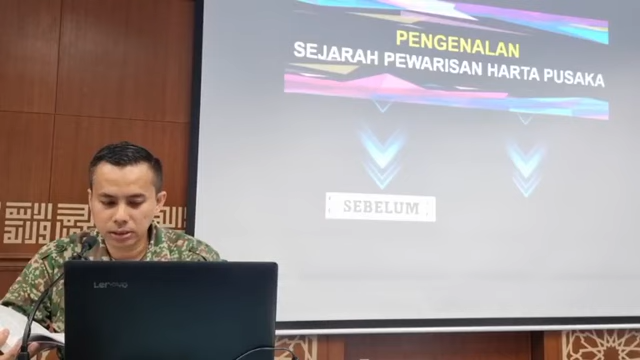 PENGENALAN
SEJARAH PEWARISAN HARTA PUSAKA
SEBELUM
Lenovo